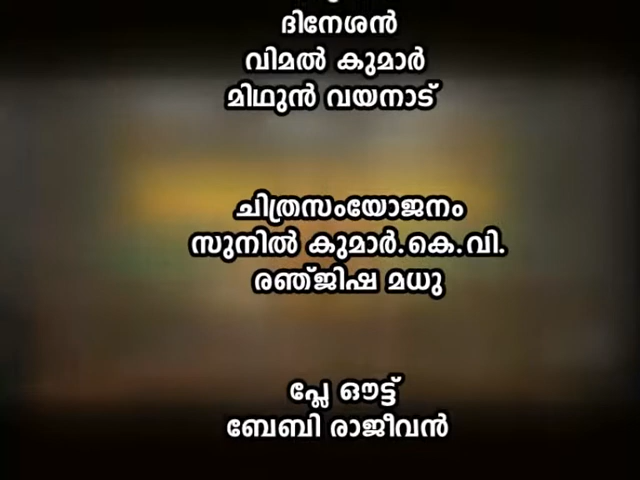 ദിനേശൻ
വിമൽ കുമാർ
മിഥുൻ വയനാട്
ചിത്രസംയോജനം
സുനിൽ കുമാർ.കെ.വി.
രഞ്ജിഷ മധു
പ്ലേ ഔട്ട്
ബേബി രാജീവൻ